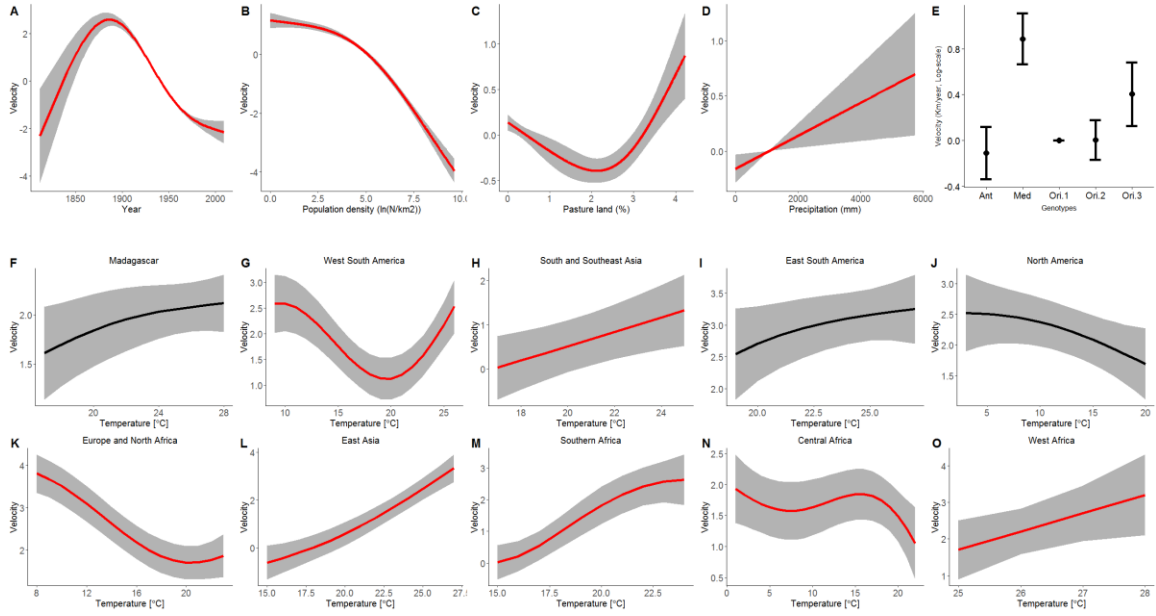 A
B
C
D
E
2
0
-2
-4
Velocity
1850
1900
1950
2000
Year
0
-2
-4
Velocity
0.0
2.5
5.0
7.5
10.0
Population density (ln(N/km2))
1.0
0.5
0.0
-0.5
Velocity
0
1
2
3
4
Pasture land (%)
1.0
0.5
0.0
Velocity
0
2000
4000
6000
Precipitation (mm)
0.8
0.4
0.0
-0.4
Velocity (Km/year, Log-scale)
Ant
Med
Ori.1
Ori.2
Ori.3
Genotypes
F
Madagascar
2.0
1.5
Velocity
20
24
28
Temperature [°C]
G
West South America
3.0
2.5
2.0
1.5
1.0
Velocity
10
15
20
25
Temperature [°C]
H
South and Southeast Asia
2
1
0
Velocity
18
20
22
24
Temperature [°C]
I
East South America
3.5
3.0
2.5
2.0
Velocity
20.0
22.5
25.0
Temperature [°C]
J
North America
3.0
2.5
2.0
1.5
Velocity
5
10
15
20
Temperature [°C]
K
Europe and North Africa
4
3
2
Velocity
8
12
16
20
Temperature [°C]
L
East Asia
4
2
0
Velocity
15.0
17.5
20.0
22.5
25.0
27.5
Temperature [°C]
M
Southern Africa
3
2
1
0
Velocity
15.0
17.5
20.0
22.5
Temperature [°C]
N
Central Africa
2.5
2.0
1.5
1.0
0.5
Velocity
0
5
10
15
20
Temperature [°C]
O
West Africa
4
3
2
1
Velocity
25
26
27
28
Temperature [°C]